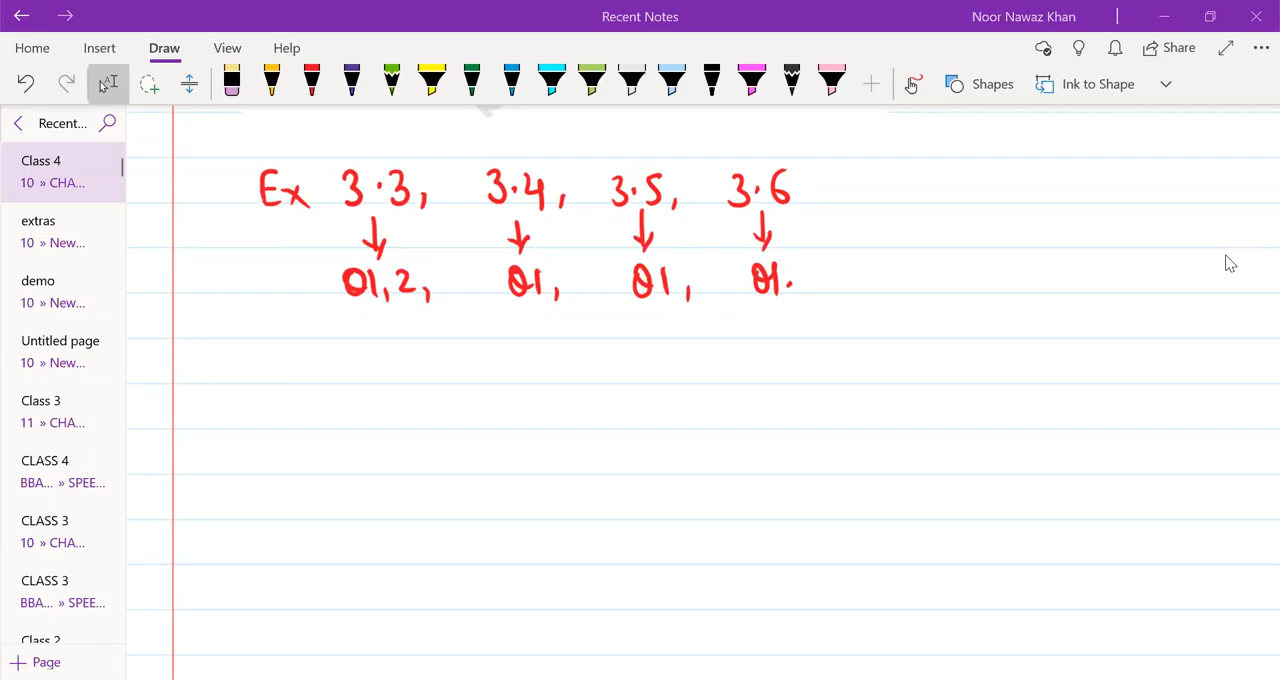 Recent Notes
Noor Nawaz Khan
Home Insert Draw View Help
Share
Shapes
Ink to Shape
Recent...
Class 4
10 » CHA...
extras
10 » New...
demo
10 » New...
Untitled page
10 » New...
Class 3
11 » CHA...
CLASS 4
BBA... » SPEE...
CLASS 3
10 » CHA...
CLASS 3
BBA... » SPEE...
Class 2
Page
Ex 3.3, 3.4, 3.5, 3.6
Q1,2, Q1, Q1, Q1.